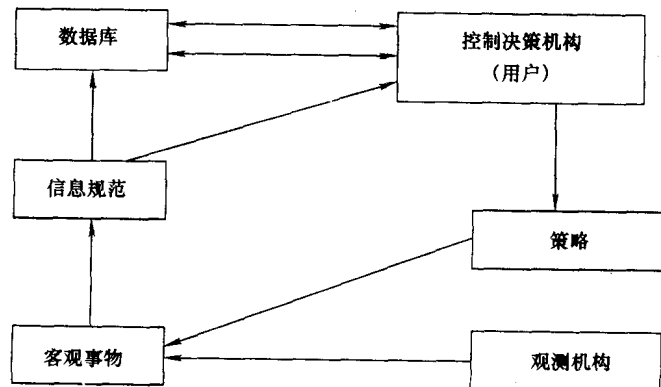 数据库
控制决策机构
（用户）
信息规范
策略
客观事物
观测机构